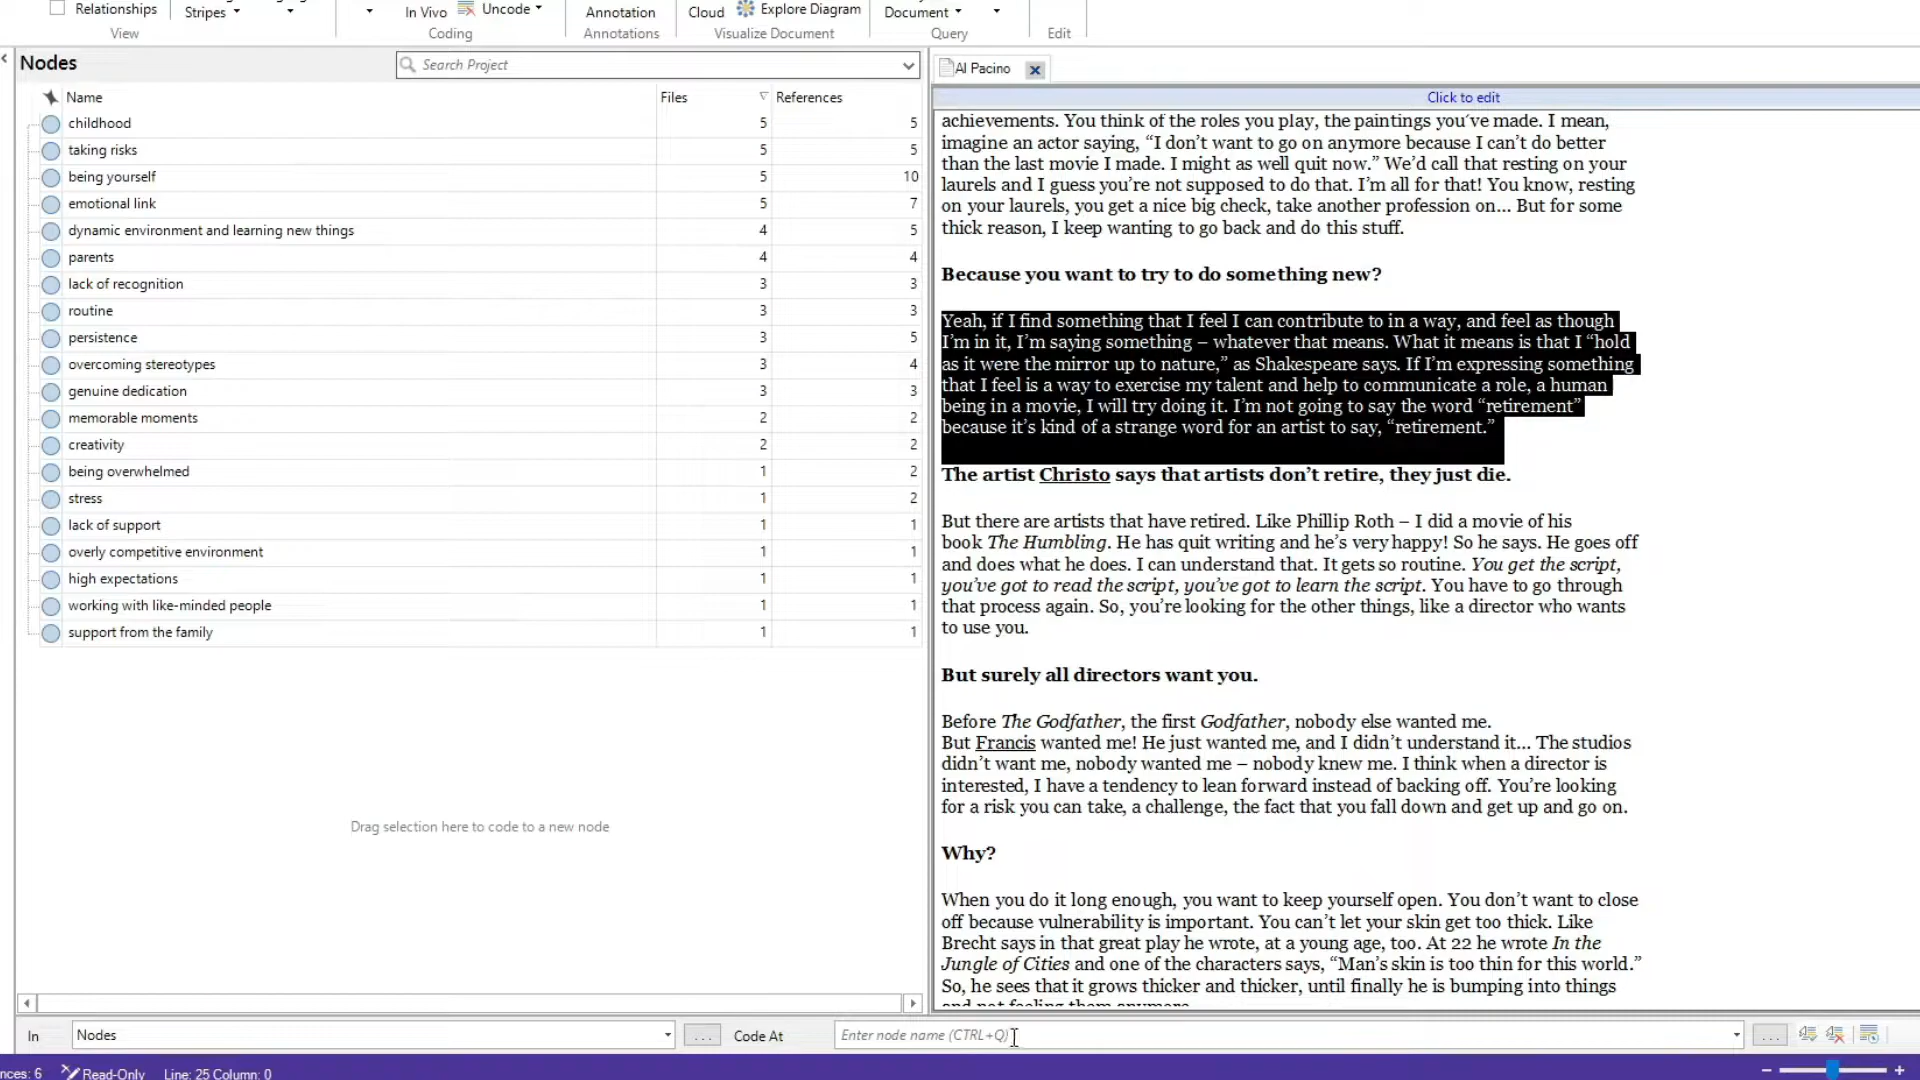 Relationships
Stripes
View
In Vivo
Uncode
Coding
Annotation
Annotations
Cloud
Explore Diagram
Visualize Document
Document
Query
Edit
Nodes
Search Project
Name Files References
childhood 5 5
taking risks 5 5
being yourself 5 10
emotional link 5 7
dynamic environment and learning new things 4 5
parents 4 4
lack of recognition 3 3
routine 3 3
persistence 3 5
overcoming stereotypes 3 4
genuine dedication 3 3
memorable moments 2 2
creativity 2 2
being overwhelmed 1 2
stress 1 2
lack of support 1 1
overly competitive environment 1 1
high expectations 1 1
working with like-minded people 1 1
support from the family 1 1
Drag selection here to code to a new node
Al Pacino
Click to edit
achievements. You think of the roles you play, the paintings you've made. I mean,
imagine an actor saying, “I don’t want to go on anymore because I can’t do better
than the last movie I made. I might as well quit now.” We’d call that resting on your
laurels and I guess you’re not supposed to do that. I’m all for that! You know, resting
on your laurels, you get a nice big check, take another profession on... But for some
thick reason, I keep wanting to go back and do this stuff.
Because you want to try to do something new?
Yeah, if I find something that I feel I can contribute to in a way, and feel as though
I’m in it, I’m saying something – whatever that means. What it means is that I “hold
as it were the mirror up to nature,” as Shakespeare says. If I’m expressing something
that I feel is a way to exercise my talent and help to communicate a role, a human
being in a movie, I will try doing it. I’m not going to say the word “retirement”
because it’s kind of a strange word for an artist to say, “retirement.”
The artist Christo says that artists don’t retire, they just die.
But there are artists that have retired. Like Phillip Roth – I did a movie of his
book The Humbling. He has quit writing and he’s very happy! So he says. He goes off
and does what he does. I can understand that. It gets so routine. You get the script,
you’ve got to read the script, you’ve got to learn the script. You have to go through
that process again. So, you’re looking for the other things, like a director who wants
to use you.
But surely all directors want you.
Before The Godfather, the first Godfather, nobody else wanted me.
But Francis wanted me! He just wanted me, and I didn’t understand it... The studios
didn’t want me, nobody wanted me – nobody knew me. I think when a director is
interested, I have a tendency to lean forward instead of backing off. You’re looking
for a risk you can take, a challenge, the fact that you fall down and get up and go on.
Why?
When you do it long enough, you want to keep yourself open. You don’t want to close
off because vulnerability is important. You can’t let your skin get too thick. Like
Brecht says in that great play he wrote, at a young age, too. At 22 he wrote In the
Jungle of Cities and one of the characters says, “Man’s skin is too thin for this world.”
So, he sees that it grows thicker and thicker, until finally he is bumping into things
and not feeling them anymore
In Nodes ... Code At Enter node name (CTRL+Q) ...
nces: 6 Read-Only Line: 25 Column: 0